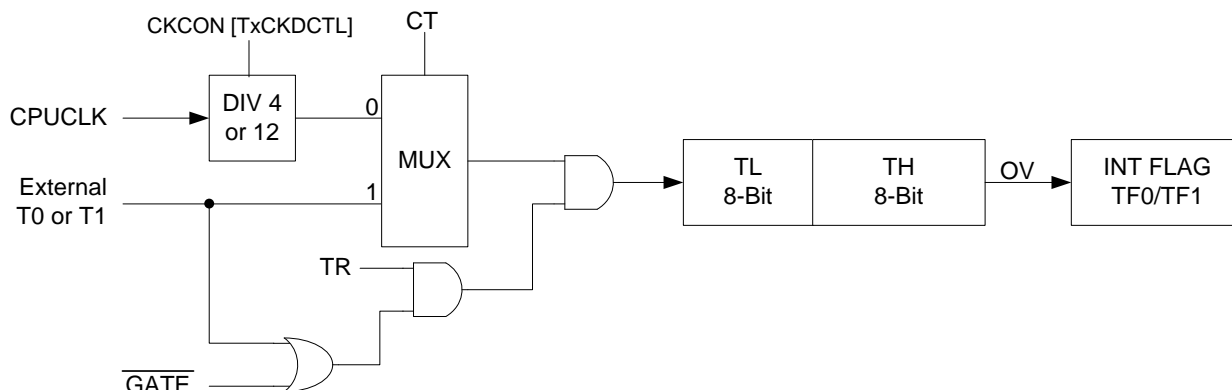 CKCON [TxCKDCTL]
CT
CPUCLK
DIV 4
or 12
0
MUX
External
T0 or T1
1
TL
8-Bit
TH
8-Bit
OV
INT FLAG
TF0/TF1
TR
GATE